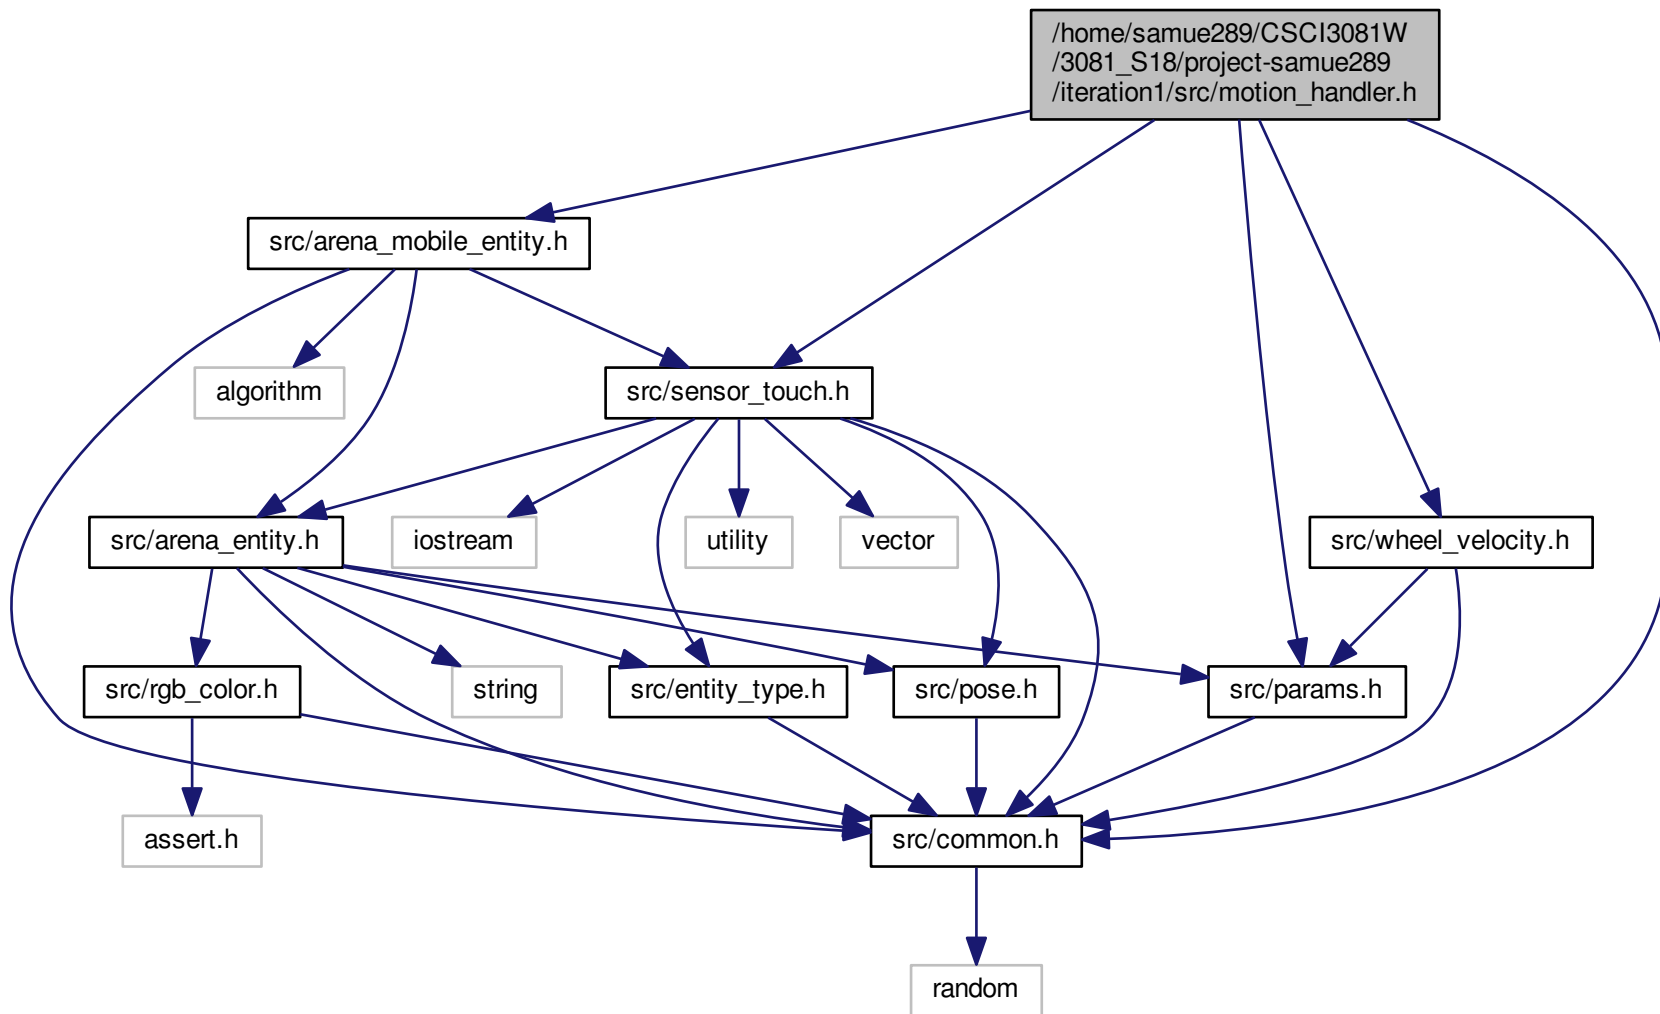 /home/samue289/CSCI3081W
/3081_S18/project-samue289
/iteration1/src/motion_handler.h
src/arena_mobile_entity.h
algorithm
src/sensor_touch.h
src/arena_entity.h
iostream
utility
vector
src/wheel_velocity.h
src/rgb_color.h
string
src/entity_type.h
src/pose.h
src/params.h
assert.h
src/common.h
random